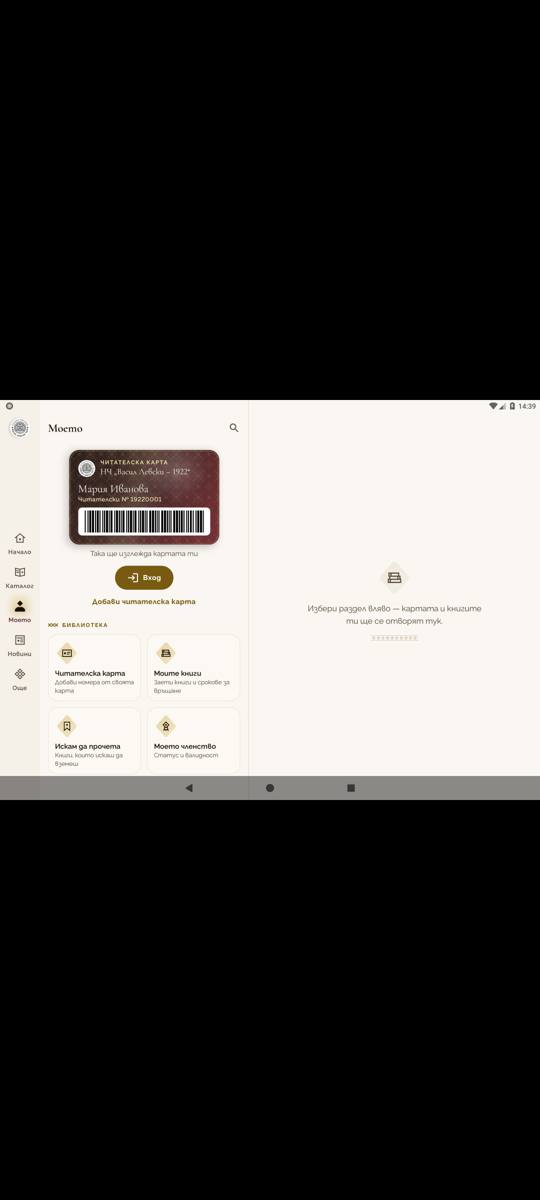 14:39
Моето
ЧИТАТЕЛСКА КАРТА
НЧ „Васил Левски – 1922“
Мария Иванова
Читателски № 19220001
Така ще изглежда картата ти
Вход
Добави читателска карта
БИБЛИОТЕКА
Читателска карта
Добави номера от своята
карта
Моите книги
Заети книги и срокове за
връщане
Искам да прочета
Книги, които искаш да
вземеш
Моето членство
Статус и валидност
Начало
Каталог
Моето
Новини
Още
Избери раздел вляво — картата и книгите
ти ще се отворят тук.